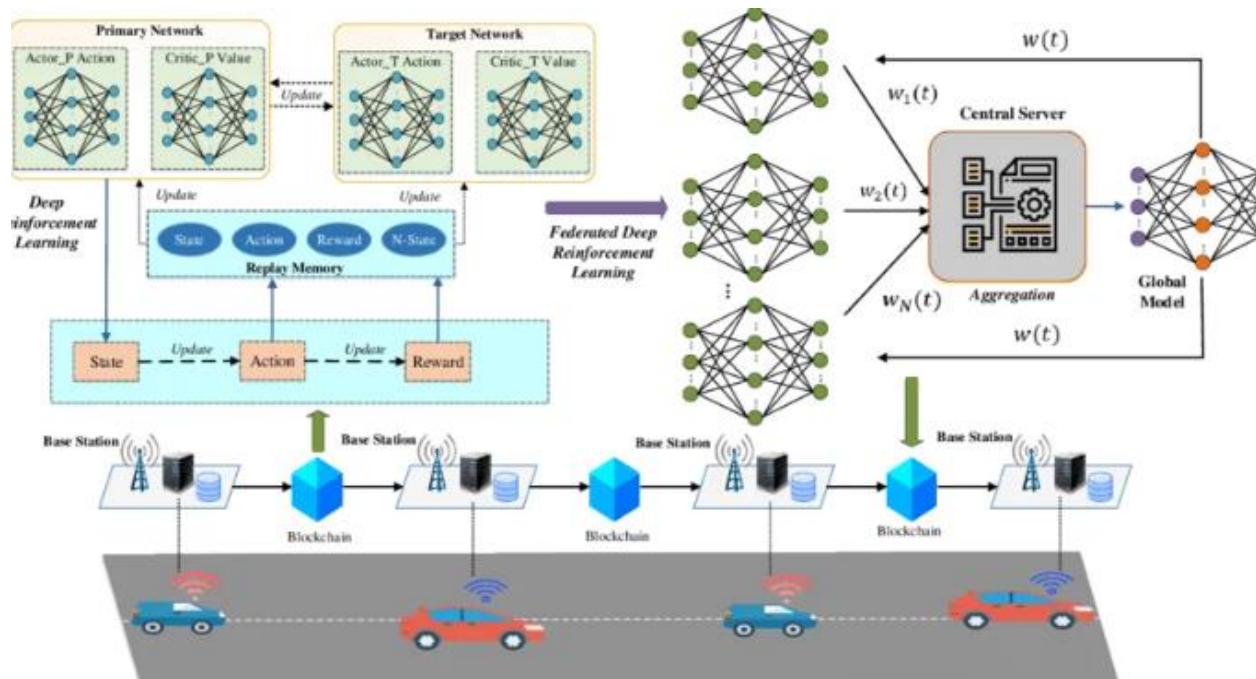 Primary Network
Target Network
Actor_P Action
Critic_P Value
Actor_T Action
Critic_T Value
Update
Update
Update
Deep
einforcement
Learning
State
Action
Reward
N-State
Replay Memory
State
Update
Action
Update
Reward
Federated Deep
Reinforcement
Learning
w(t)
w₁(t)
w₂(t)
w_N(t)
Central Server
Aggregation
Global
Model
w(t)
Base Station
Base Station
Base Station
Base Station
Blockchain
Blockchain
Blockchain